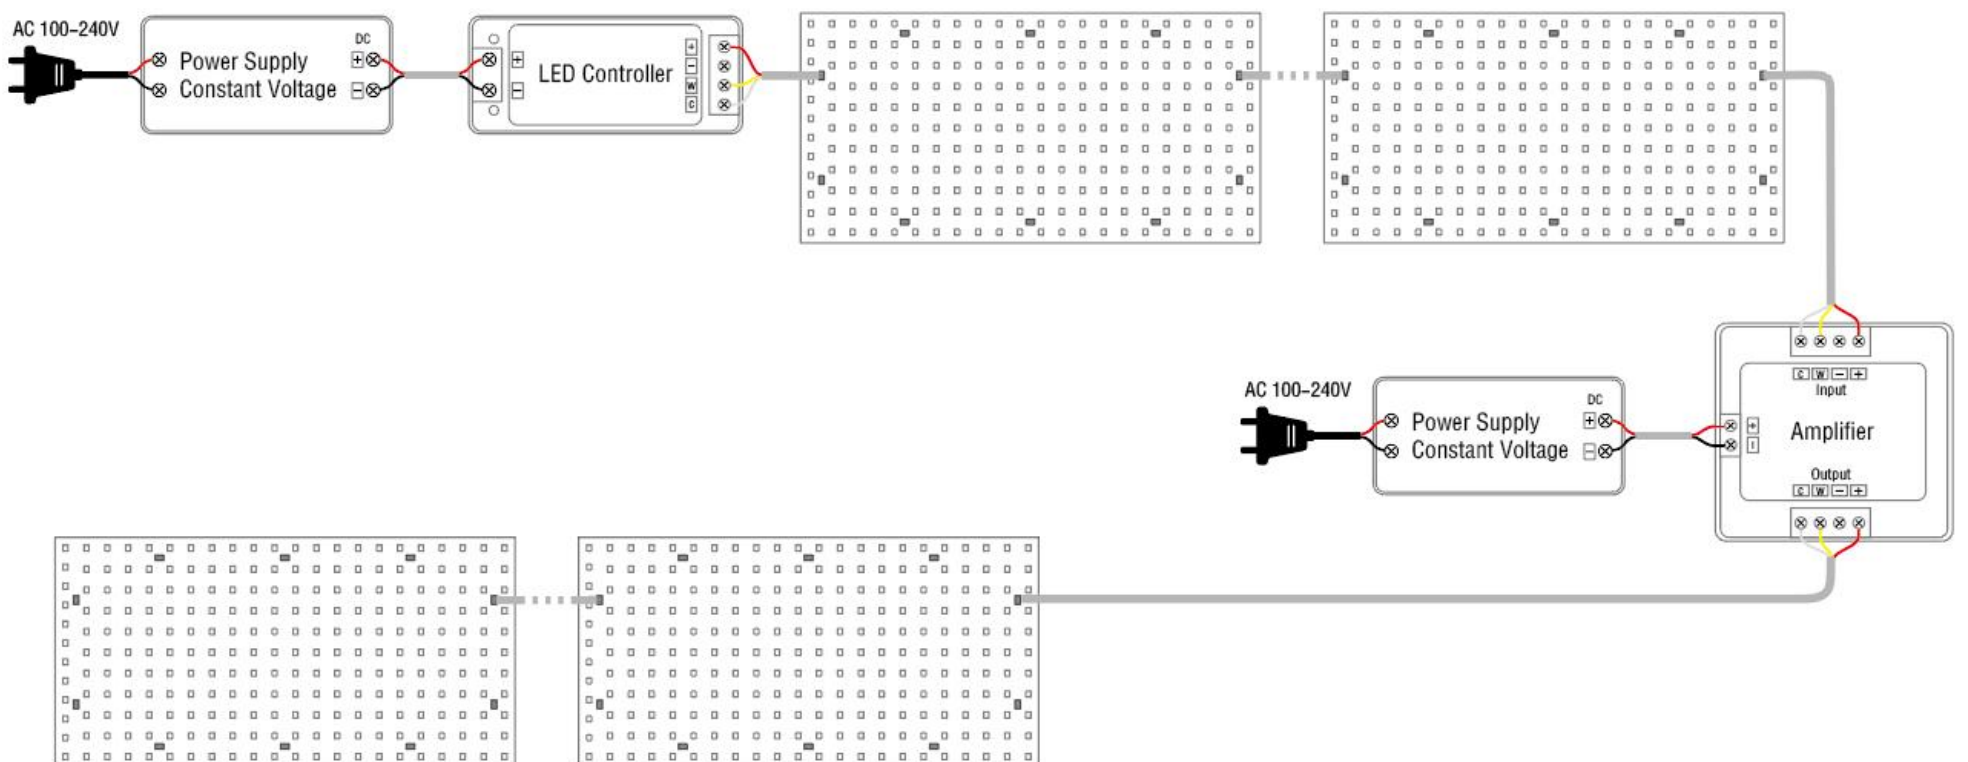 AC 100–240V
Power Supply
Constant Voltage
DC
+
−
+
−
LED Controller
+
−
W
C
C W − +
Input
AC 100–240V
Power Supply
Constant Voltage
DC
+
−
+
−
Amplifier
Output
C W − +